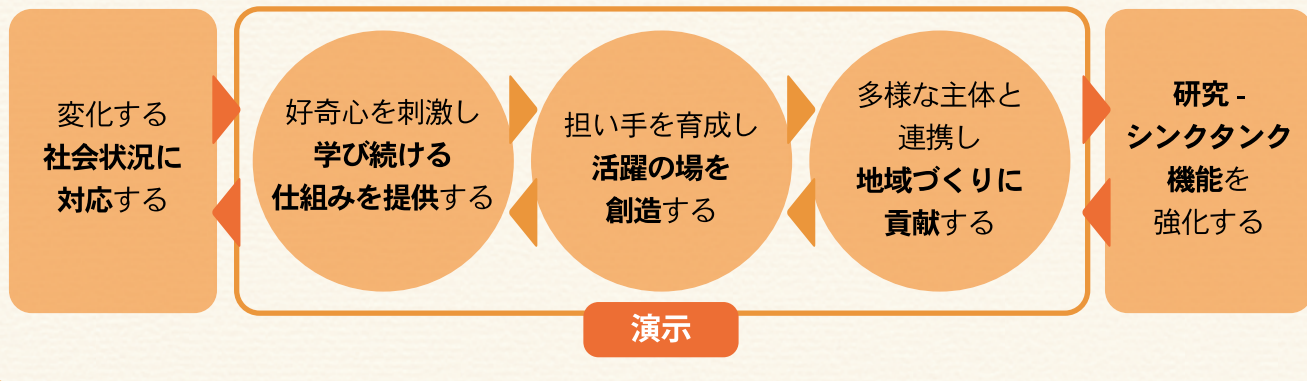 変化する
社会状況に
対応する
好奇心を刺激し
学び続ける
仕組みを提供する
担い手を育成し
活躍の場を
創造する
多様な主体と
連携し
地域づくりに
貢献する
研究 -
シンクタンク
機能を
強化する
演示